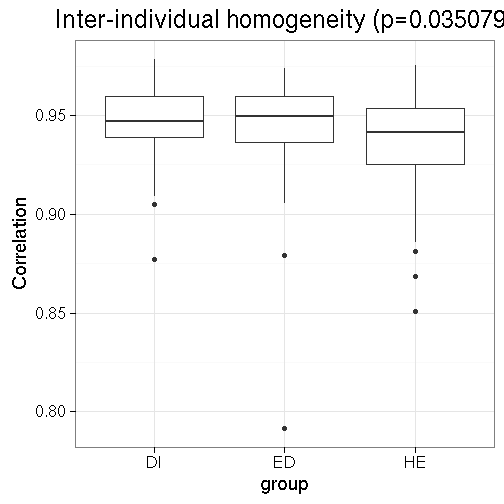 Inter-individual homogeneity (p=0.035079
Correlation
0.95
0.90
0.85
0.80
DI ED HE
group